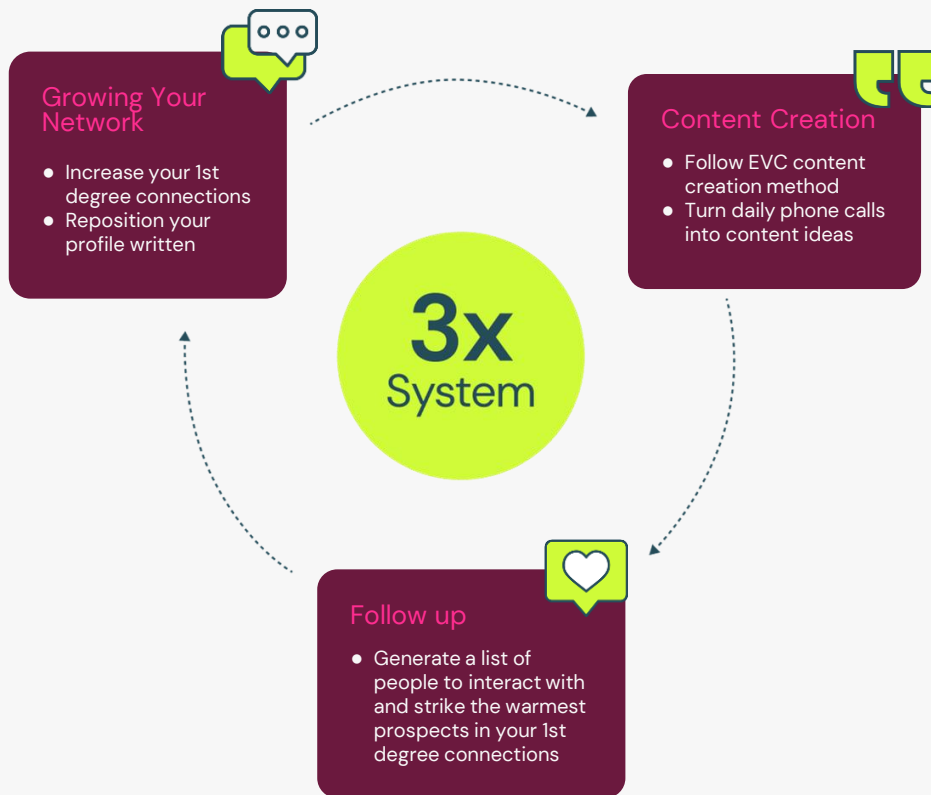 Growing Your
Network
● Increase your 1st
degree connections
● Reposition your
profile written
Content Creation
● Follow EVC content
creation method
● Turn daily phone calls
into content ideas
3x
System
Follow up
● Generate a list of
people to interact with
and strike the warmest
prospects in your 1st
degree connections